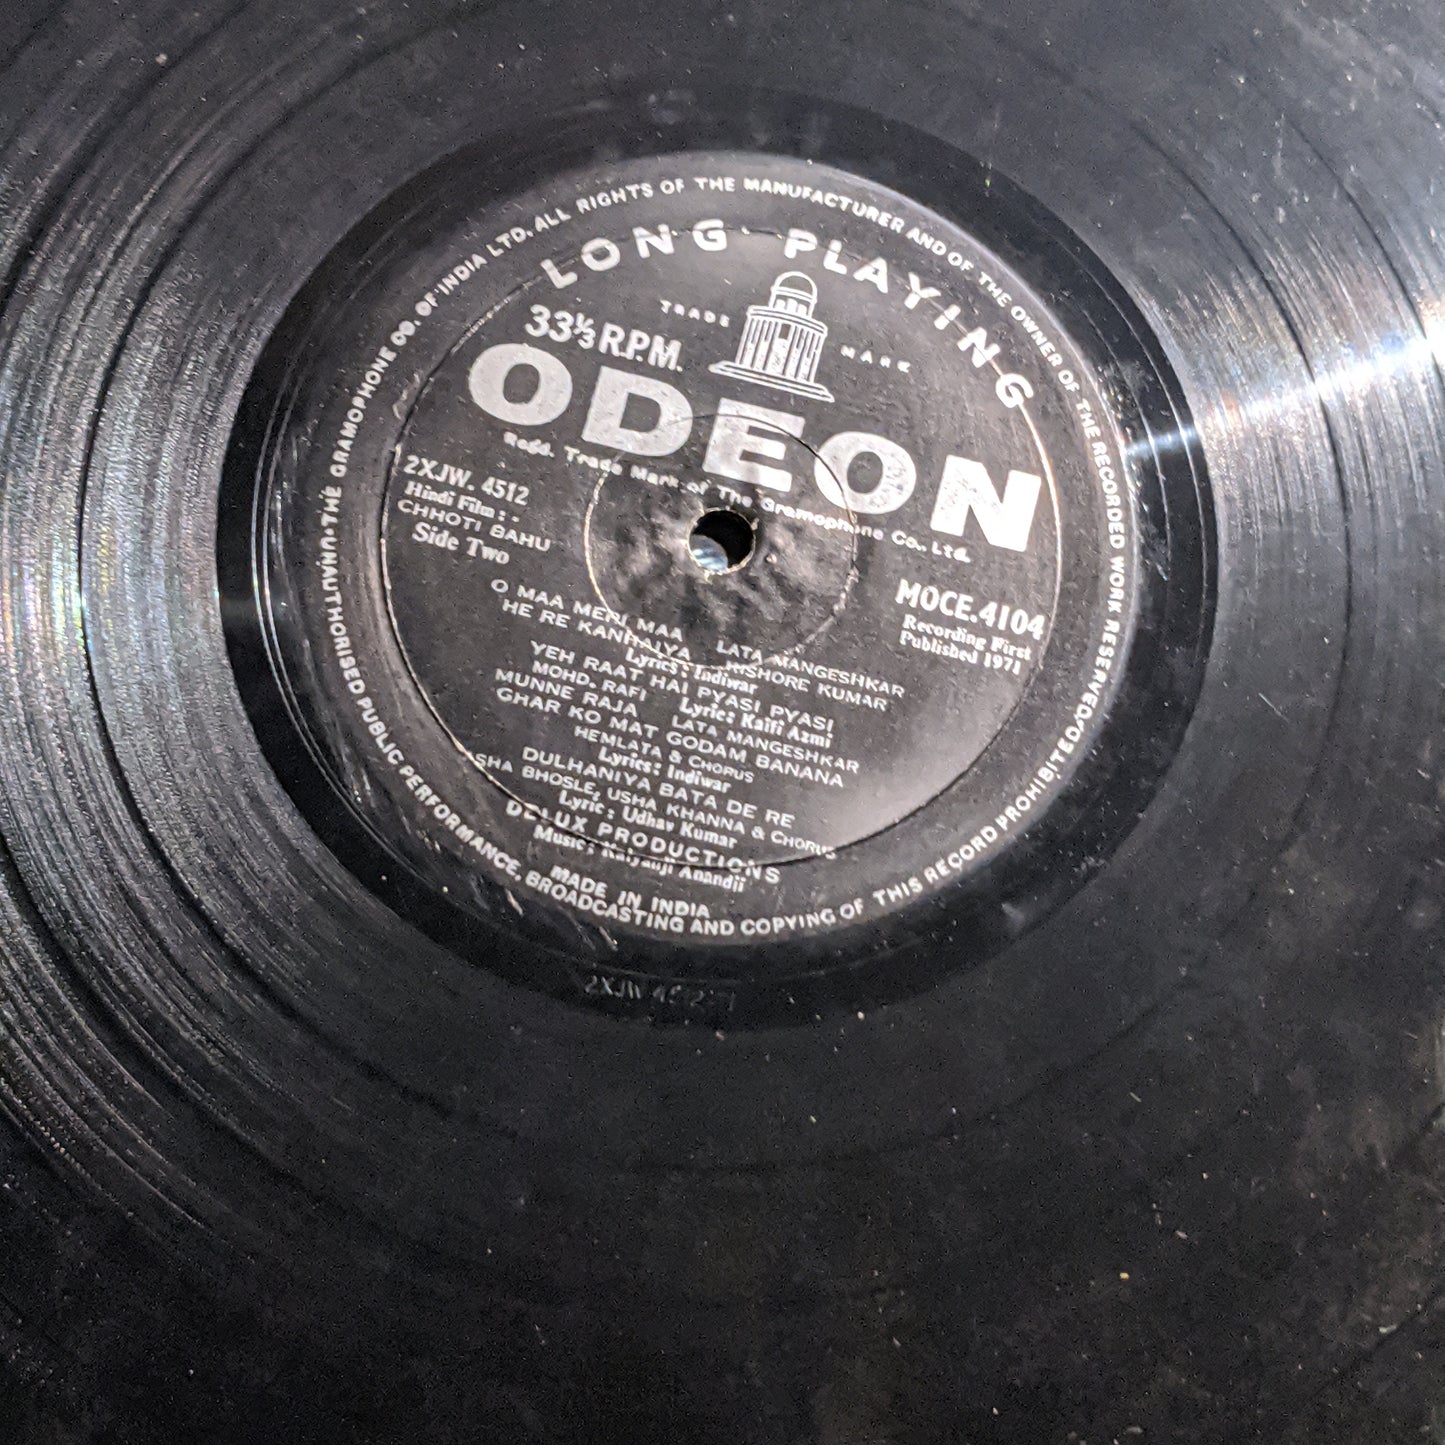 UNAUTHORISED PUBLIC PERFORMANCE, BROADCASTING AND COPYING OF THIS RECORD PROHIBITED
THE GRAMOPHONE CO. OF INDIA LTD. ALL RIGHTS OF THE MANUFACTURER AND OF THE OWNER OF THE RECORDED WORK RESERVED
LONG PLAYING
TRADE MARK
33⅓ R.P.M.
ODEON
Regd. Trade Mark of The Gramophone Co., Ltd.
2XJW. 4512
Hindi Film : -
CHHOTI BAHU
Side Two
MOCE.4104
Recording First
Published 1971
O MAA MERI MAA LATA MANGESHKAR
HE RE KANHAIYA KISHORE KUMAR
Lyrics : Indiwar
YEH RAAT HAI PYASI PYASI
MOHD. RAFI Lyric : Kaifi Azmi
MUNNE RAJA LATA MANGESHKAR
GHAR KO MAT GODAM BANANA
HEMLATA & CHORUS
Lyrics : Indiwar
DULHANIYA BATA DE RE
SHA BHOSLE, USHA KHANNA & CHORUS
Lyric : Udhav Kumar
DELUX PRODUCTIONS
Music : Kalyanji Anandji
MADE IN INDIA
2XJW 4512